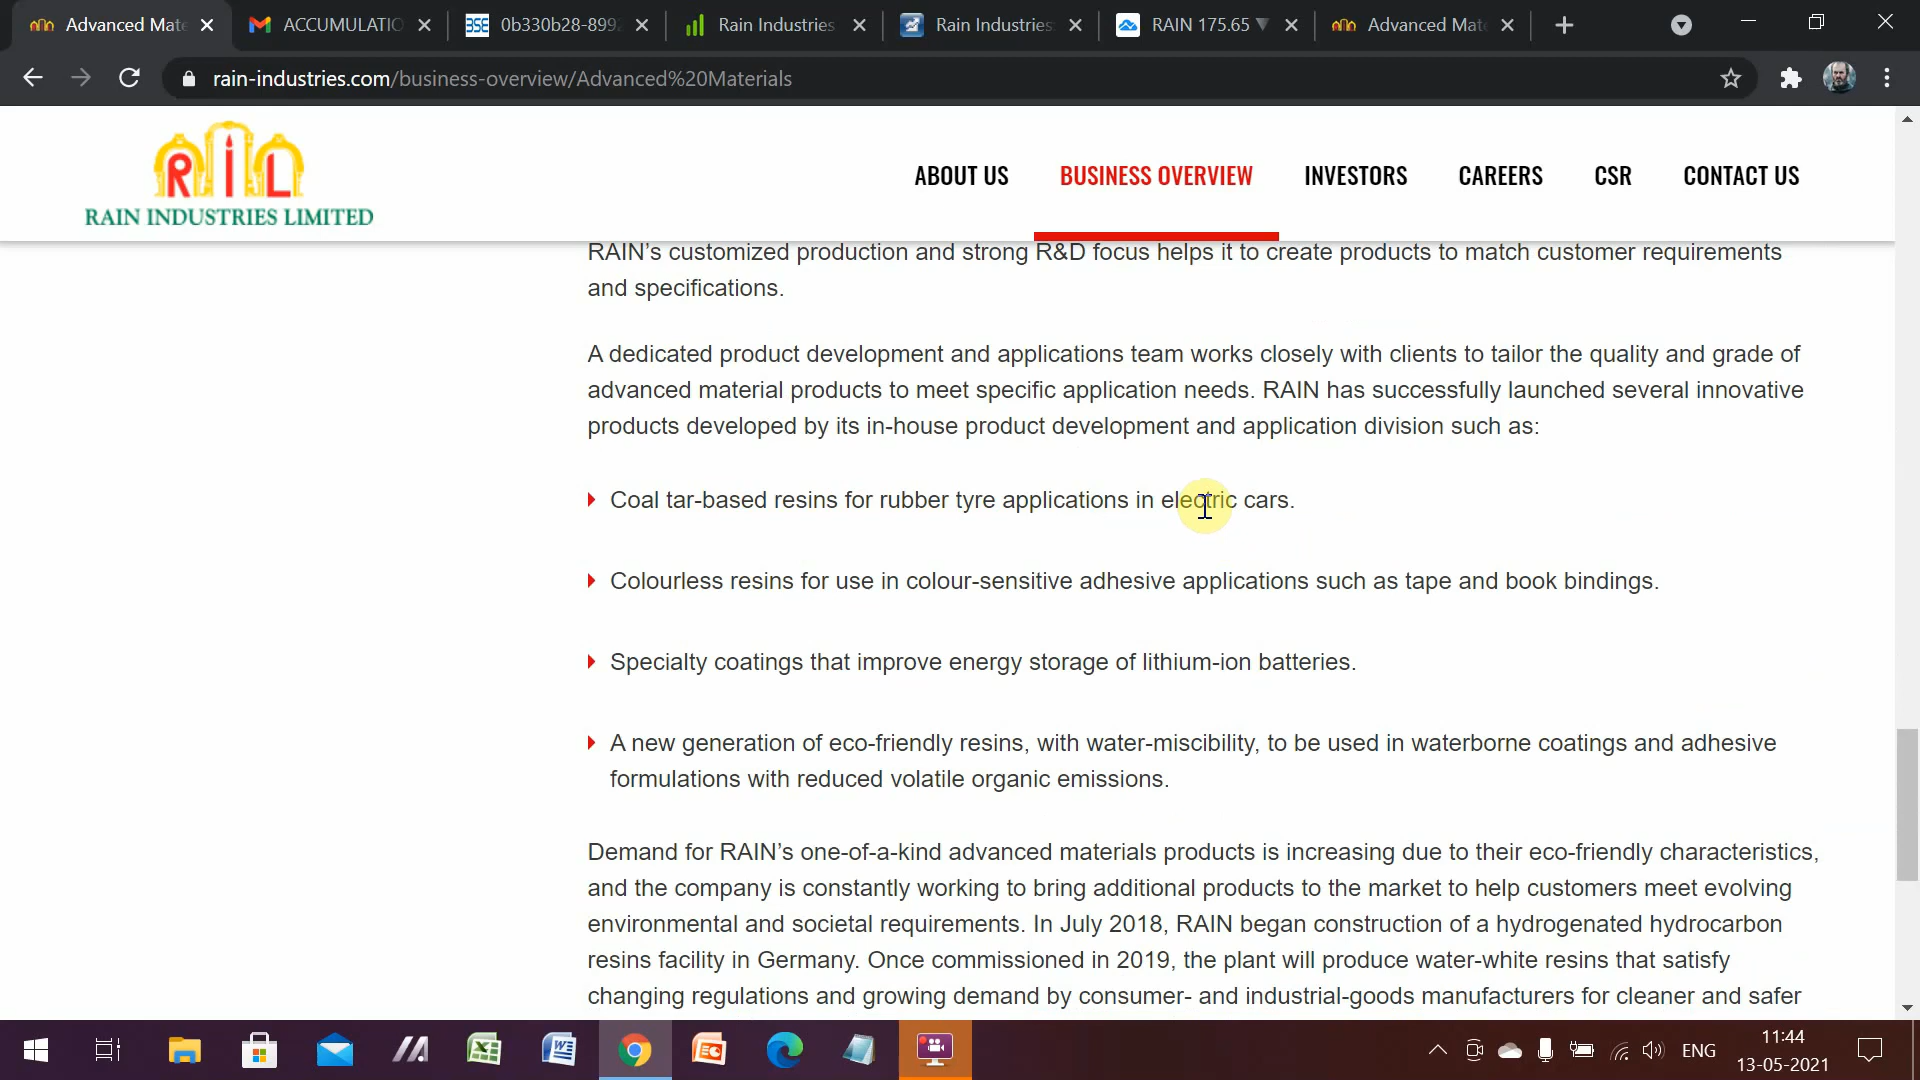 Advanced Mate
ACCUMULATIO
BSE
0b330b28-899
Rain Industries
Rain Industries
RAIN 175.65 ▼
Advanced Mate
rain-industries.com/business-overview/Advanced%20Materials
RIL
RAIN INDUSTRIES LIMITED
ABOUT US
BUSINESS OVERVIEW
INVESTORS
CAREERS
CSR
CONTACT US
RAIN’s customized production and strong R&D focus helps it to create products to match customer requirements
and specifications.
A dedicated product development and applications team works closely with clients to tailor the quality and grade of
advanced material products to meet specific application needs. RAIN has successfully launched several innovative
products developed by its in-house product development and application division such as:
Coal tar-based resins for rubber tyre applications in electric cars.
Colourless resins for use in colour-sensitive adhesive applications such as tape and book bindings.
Specialty coatings that improve energy storage of lithium-ion batteries.
A new generation of eco-friendly resins, with water-miscibility, to be used in waterborne coatings and adhesive
formulations with reduced volatile organic emissions.
Demand for RAIN’s one-of-a-kind advanced materials products is increasing due to their eco-friendly characteristics,
and the company is constantly working to bring additional products to the market to help customers meet evolving
environmental and societal requirements. In July 2018, RAIN began construction of a hydrogenated hydrocarbon
resins facility in Germany. Once commissioned in 2019, the plant will produce water-white resins that satisfy
changing regulations and growing demand by consumer- and industrial-goods manufacturers for cleaner and safer
ENG
11:44
13-05-2021